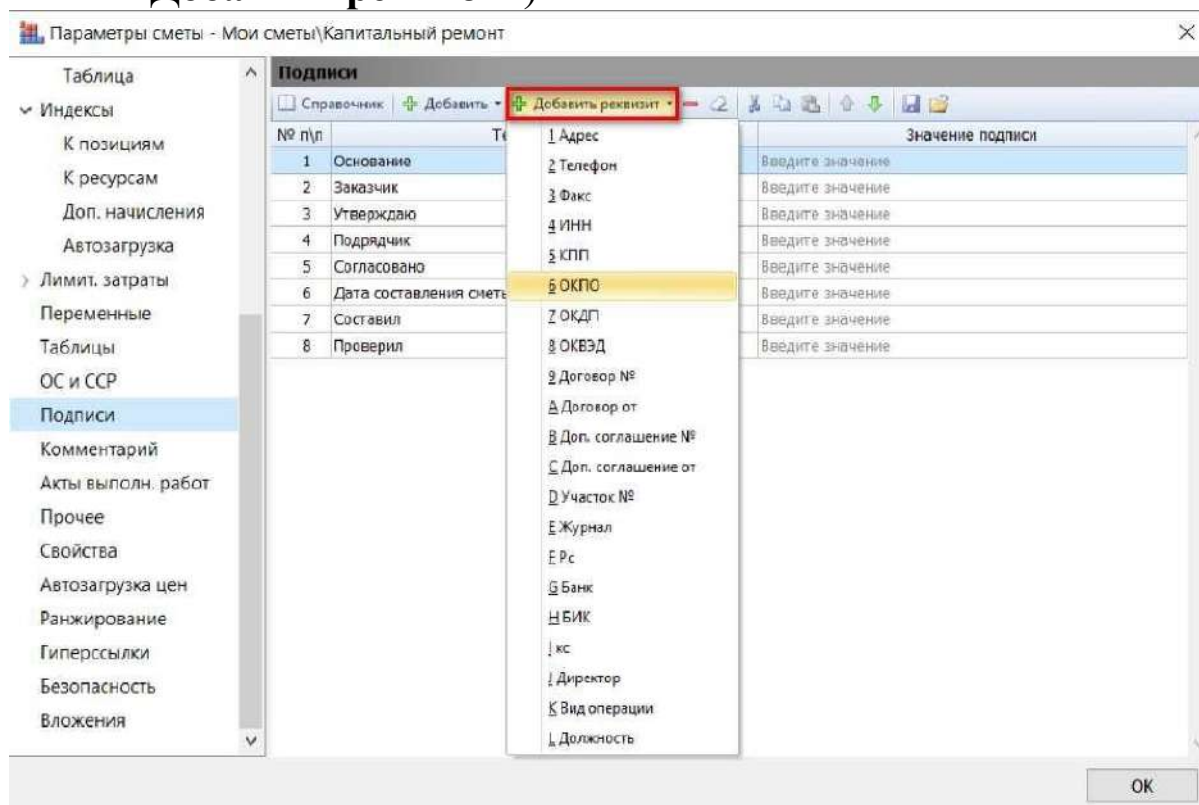 Параметры сметы - Мои сметы\Капитальный ремонт
Таблица
Индексы
К позициям
К ресурсам
Доп. начисления
Автозагрузка
Лимит. затраты
Переменные
Таблицы
ОС и ССР
Подписи
Комментарий
Акты выполн. работ
Прочее
Свойства
Автозагрузка цен
Ранжирование
Гиперссылки
Безопасность
Вложения
Подписи
Справочник Добавить Добавить реквизит
№ п\п Значение подписи
1 Основание Введите значение
2 Заказчик Введите значение
3 Утверждаю Введите значение
4 Подрядчик Введите значение
5 Согласовано Введите значение
6 Дата составления сметы Введите значение
7 Составил Введите значение
8 Проверил Введите значение
1 Адрес
2 Телефон
3 Факс
4 ИНН
5 КПП
6 ОКПО
7 ОКДП
8 ОКВЭД
9 Договор №
A Договор от
B Доп. соглашение №
C Доп. соглашение от
D Участок №
E Журнал
F Рс
G Банк
H БИК
I кс
J Директор
K Вид операции
L Должность
OK